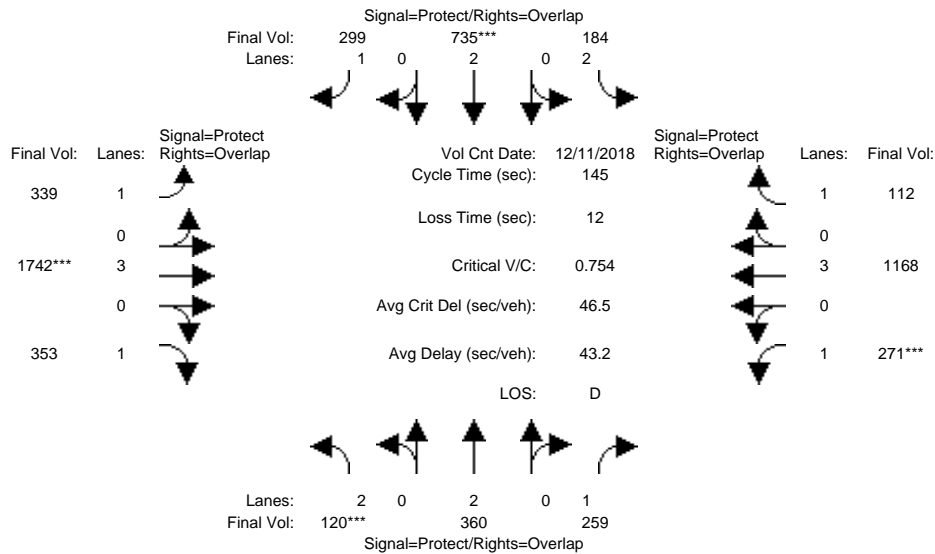 Signal=Protect/Rights=Overlap
Final Vol: 299 735*** 184
Lanes: 1 0 2 0 2
Signal=Protect Signal=Protect
Final Vol: Lanes: Rights=Overlap Vol Cnt Date: 12/11/2018 Rights=Overlap Lanes: Final Vol:
Cycle Time (sec): 145
339 1 1 112
Loss Time (sec): 12
0 0
1742*** 3 Critical V/C: 0.754 3 1168
0 Avg Crit Del (sec/veh): 46.5 0
353 1 Avg Delay (sec/veh): 43.2 1 271***
LOS: D
Lanes: 2 0 2 0 1
Final Vol: 120*** 360 259
Signal=Protect/Rights=Overlap